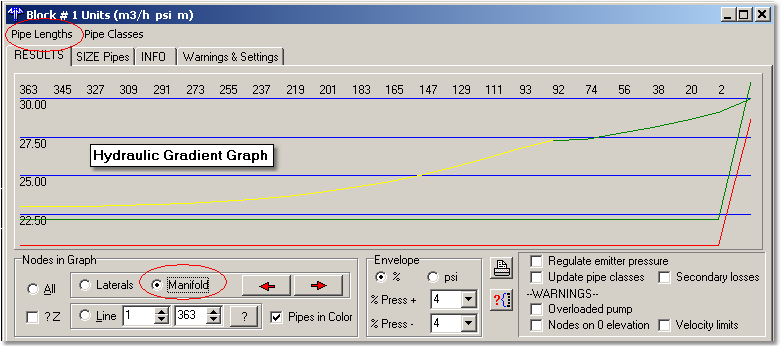 Block # 1 Units (m3/h psi m)
Pipe Lengths Pipe Classes
RESULTS SIZE Pipes INFO Warnings & Settings
363 345 327 309 291 273 255 237 219 201 183 165 147 129 111 93 92 74 56 38 20 2
30.00
27.50
Hydraulic Gradient Graph
25.00
22.50
Nodes in Graph
All
Laterals Manifold
? Z
Line 1 363 ? Pipes in Color
Envelope
% psi
% Press + 4
% Press - 4
?{}
Regulate emitter pressure
Update pipe classes Secondary losses
--WARNINGS--
Overloaded pump
Nodes on 0 elevation Velocity limits